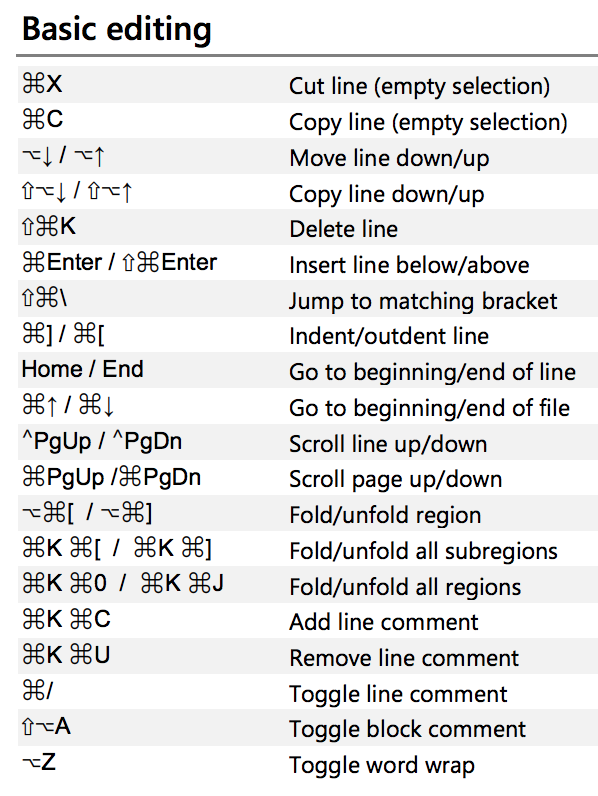 Basic editing
⌘X Cut line (empty selection)
⌘C Copy line (empty selection)
⌥↓ / ⌥↑ Move line down/up
⇧⌥↓ / ⇧⌥↑ Copy line down/up
⇧⌘K Delete line
⌘Enter / ⇧⌘Enter Insert line below/above
⇧⌘\ Jump to matching bracket
⌘] / ⌘[ Indent/outdent line
Home / End Go to beginning/end of line
⌘↑ / ⌘↓ Go to beginning/end of file
^PgUp / ^PgDn Scroll line up/down
⌘PgUp /⌘PgDn Scroll page up/down
⌥⌘[ / ⌥⌘] Fold/unfold region
⌘K ⌘[ / ⌘K ⌘] Fold/unfold all subregions
⌘K ⌘0 / ⌘K ⌘J Fold/unfold all regions
⌘K ⌘C Add line comment
⌘K ⌘U Remove line comment
⌘/ Toggle line comment
⇧⌥A Toggle block comment
⌥Z Toggle word wrap